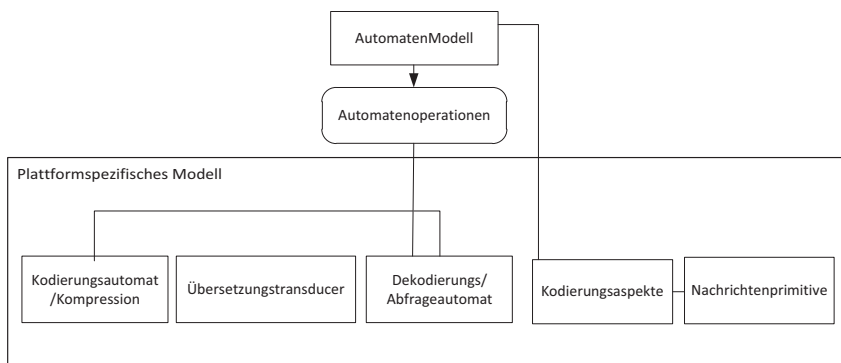 AutomatenModell
Automatenoperationen
Plattformspezifisches Modell
Kodierungsautomat
/Kompression
Übersetzungstransducer
Dekodierungs/
Abfrageautomat
Kodierungsaspekte
Nachrichtenprimitive